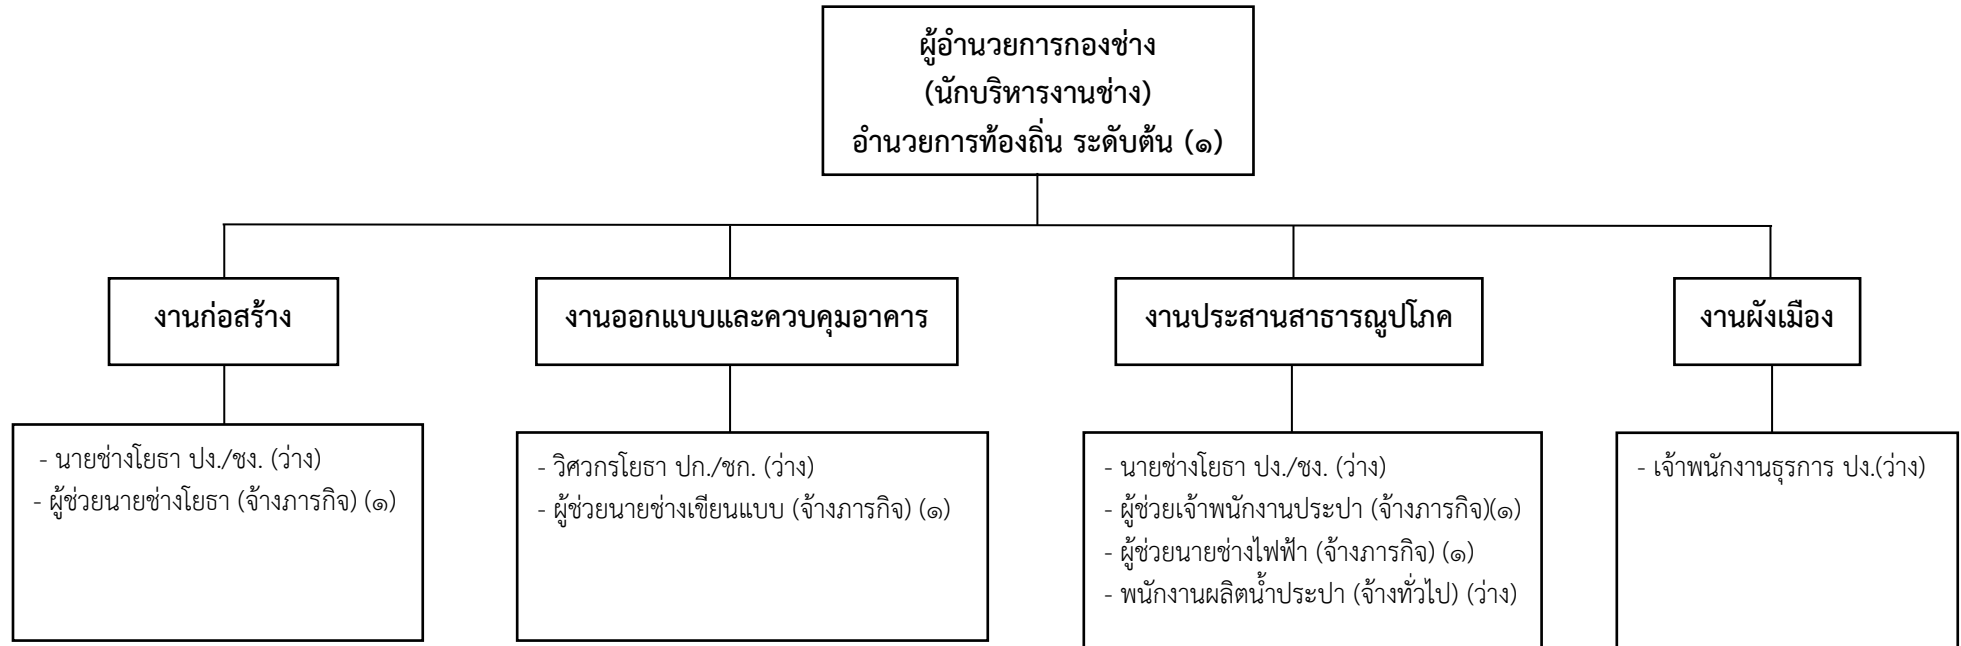 ผู้อำนวยการกองช่าง
(นักบริหารงานช่าง)
อำนวยการท้องถิ่น ระดับต้น (๑)
งานก่อสร้าง
งานออกแบบและควบคุมอาคาร
งานประสานสาธารณูปโภค
งานผังเมือง
- นายช่างโยธา ปง./ชง. (ว่าง)
- ผู้ช่วยนายช่างโยธา (จ้างภารกิจ) (๑)
- วิศวกรโยธา ปก./ชก. (ว่าง)
- ผู้ช่วยนายช่างเขียนแบบ (จ้างภารกิจ) (๑)
- นายช่างโยธา ปง./ชง. (ว่าง)
- ผู้ช่วยเจ้าพนักงานประปา (จ้างภารกิจ)(๑)
- ผู้ช่วยนายช่างไฟฟ้า (จ้างภารกิจ) (๑)
- พนักงานผลิตน้ำประปา (จ้างทั่วไป) (ว่าง)
- เจ้าพนักงานธุรการ ปง.(ว่าง)